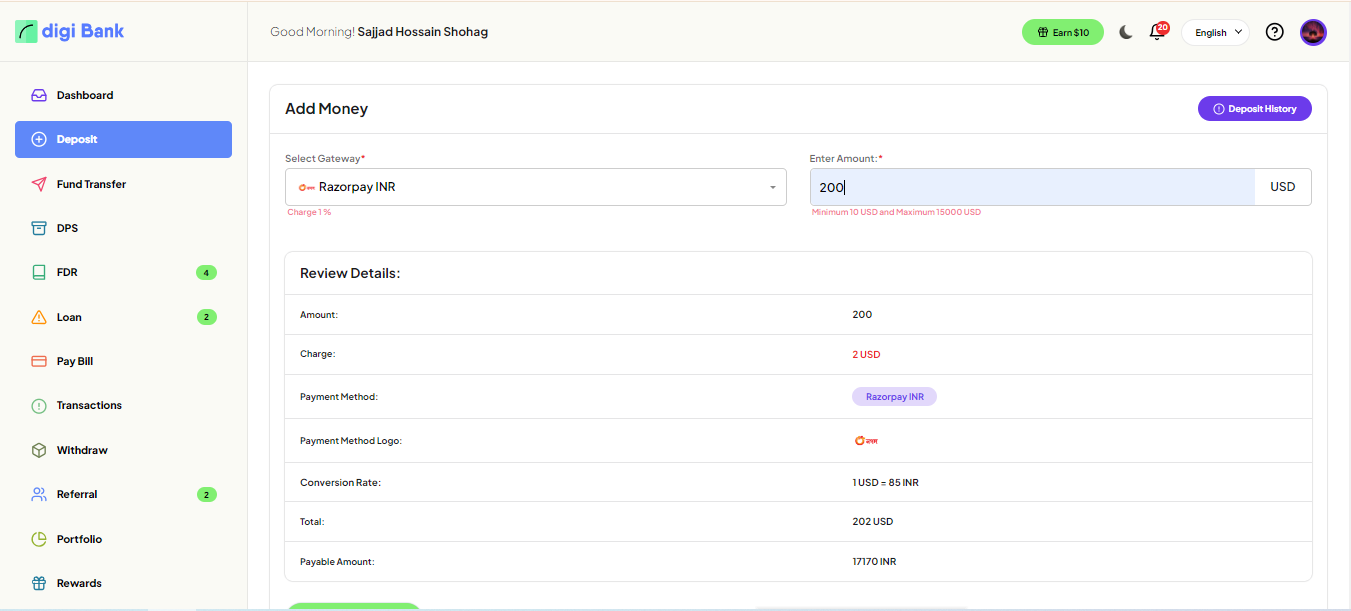 digi Bank
Good Morning! Sajjad Hossain Shohag
Earn $10
20
English
Dashboard
Deposit
Fund Transfer
DPS
FDR
4
Loan
2
Pay Bill
Transactions
Withdraw
Referral
2
Portfolio
Rewards
Add Money
Deposit History
Select Gateway*
Razorpay INR
Charge 1 %
Enter Amount:*
200
USD
Minimum 10 USD and Maximum 15000 USD
Review Details:
Amount:
200
Charge:
2 USD
Payment Method:
Razorpay INR
Payment Method Logo:
Conversion Rate:
1 USD = 85 INR
Total:
202 USD
Payable Amount:
17170 INR